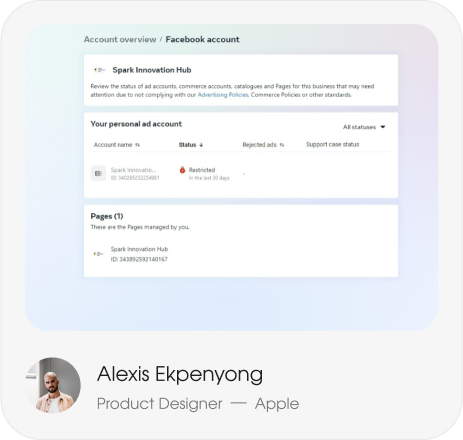 Account overview / Facebook account
Spark Innovation Hub
Review the status of ad accounts, commerce accounts, catalogues and Pages for this business that may need
attention due to not complying with our Advertising Policies, Commerce Policies or other standards.
Your personal ad account
All statuses
Account name Status Rejected ads Support case status
Spark Innovatio... Restricted -
ID: 340285232234981 In the last 30 days
Pages (1)
These are the Pages managed by you.
Spark Innovation Hub
ID: 343892592140167
Alexis Ekpenyong
Product Designer — Apple